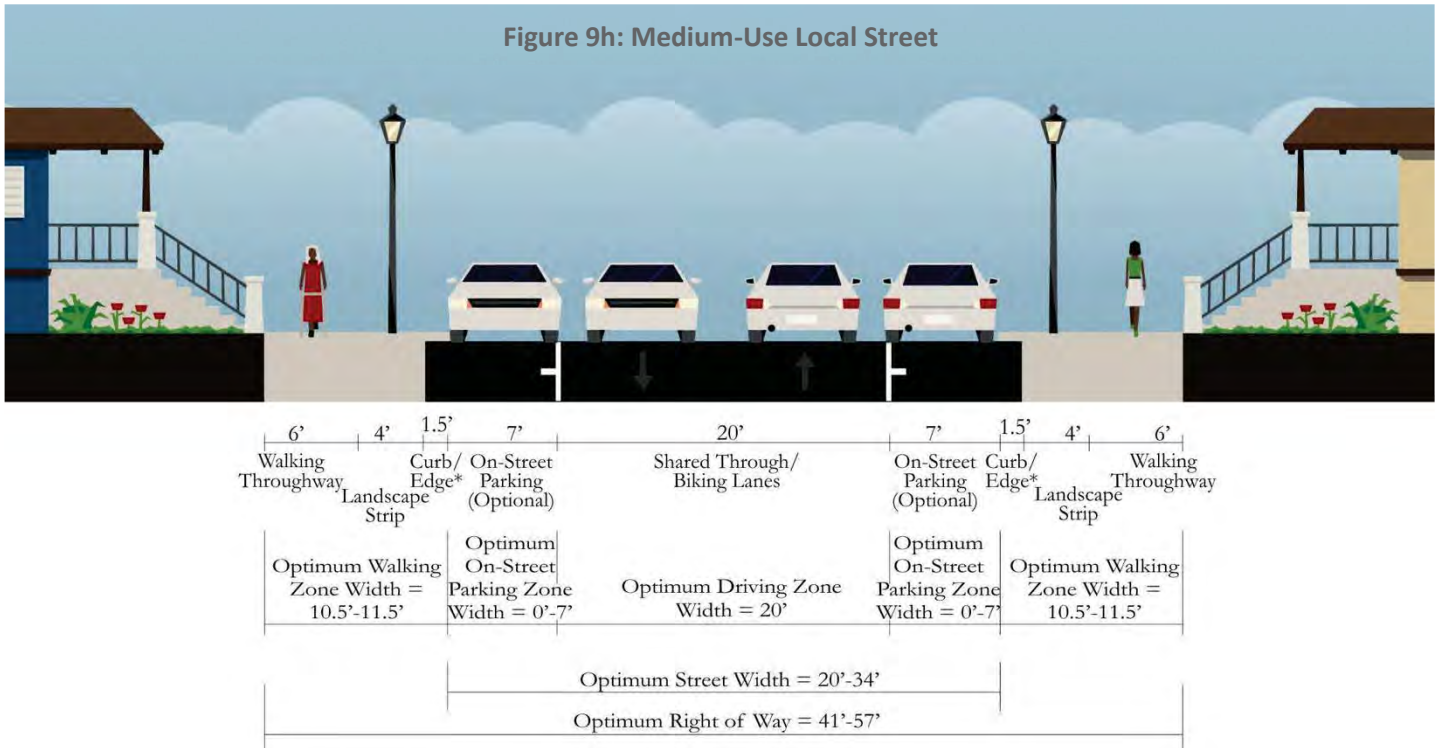 Figure 9h: Medium-Use Local Street
6’
4’
1.5’
7’
20’
7’
1.5’
4’
6’
Walking
Throughway
Landscape
Strip
Curb/
Edge*
On-Street
Parking
(Optional)
Shared Through/
Biking Lanes
On-Street
Parking
(Optional)
Curb/
Edge*
Landscape
Strip
Walking
Throughway
Optimum Walking
Zone Width =
10.5’-11.5’
Optimum
On-Street
Parking Zone
Width = 0’-7’
Optimum Driving Zone
Width = 20’
Optimum
On-Street
Parking Zone
Width = 0’-7’
Optimum Walking
Zone Width =
10.5’-11.5’
Optimum Street Width = 20’-34’
Optimum Right of Way = 41’-57’